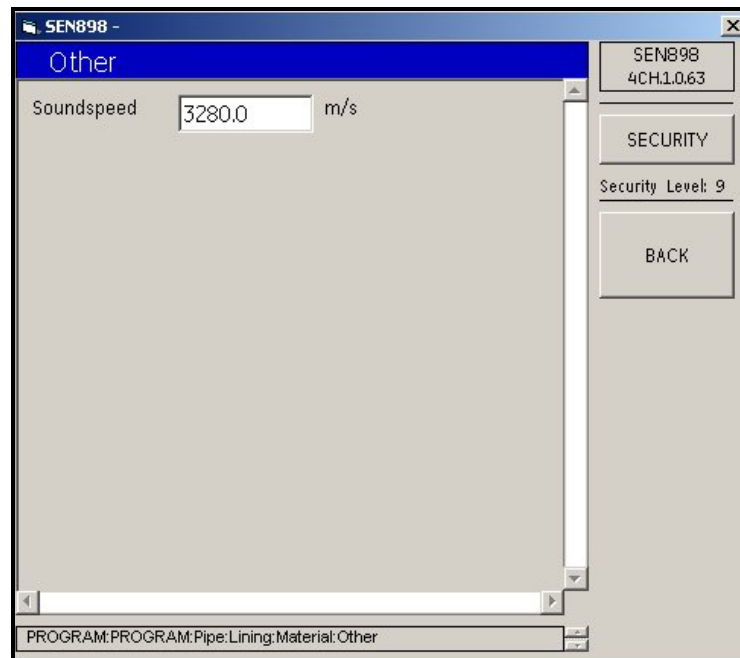 SEN898 -
Other
Soundspeed 3280.0 m/s
SEN898
4CH.1.0.63
SECURITY
Security Level: 9
BACK
PROGRAM:PROGRAM:Pipe:Lining:Material:Other